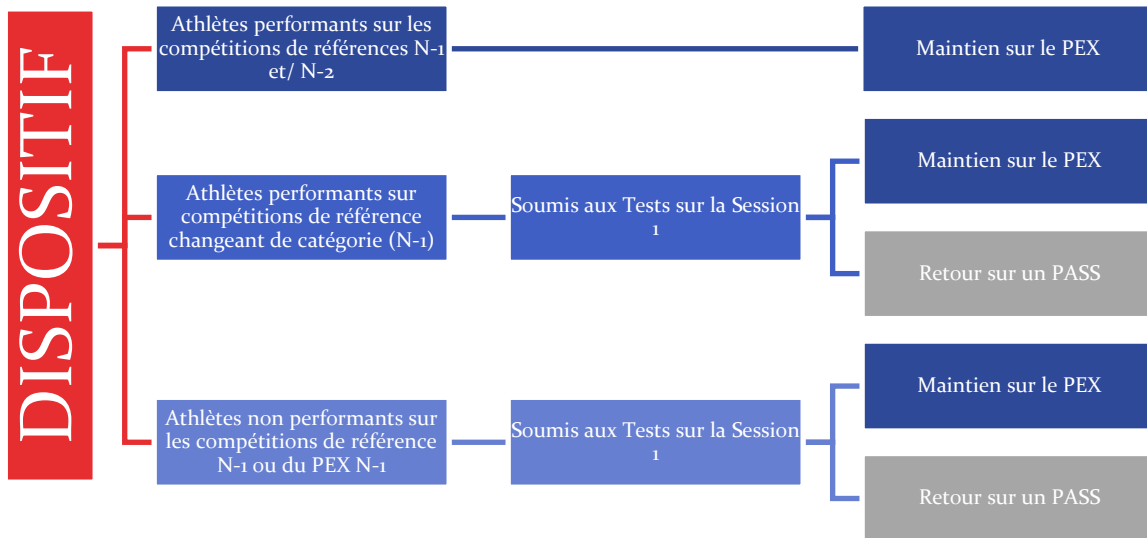 DISPOSITIF
Athlètes performants sur les
compétitions de références N-1
et/ N-2
Maintien sur le PEX
Athlètes performants sur
compétitions de référence
changeant de catégorie (N-1)
Soumis aux Tests sur la Session
1
Maintien sur le PEX
Retour sur un PASS
Athlètes non performants sur
les compétitions de référence
N-1 ou du PEX N-1
Soumis aux Tests sur la Session
1
Maintien sur le PEX
Retour sur un PASS